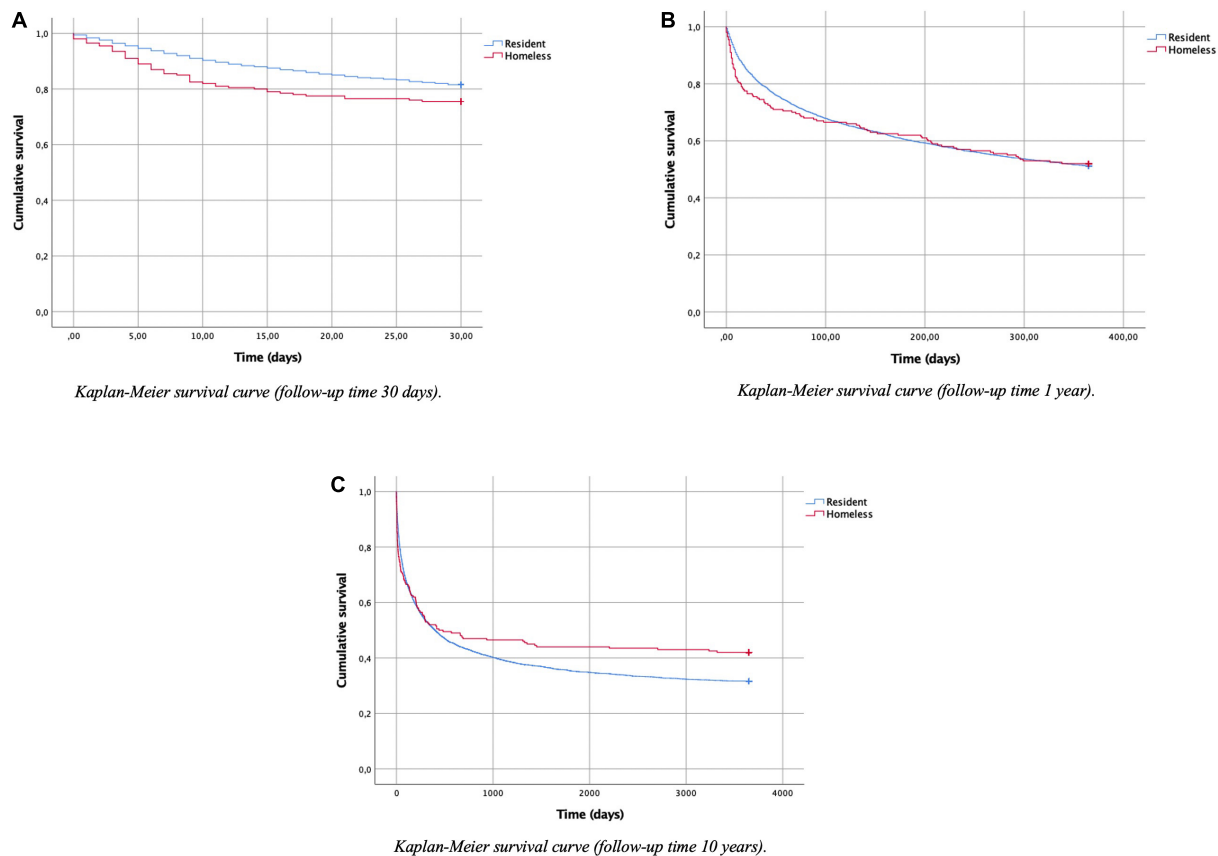 A
1,0
0,8
0,6
0,4
0,2
0,0
Cumulative survival
,00 5,00 10,00 15,00 20,00 25,00 30,00
Time (days)
Resident
Homeless
Kaplan-Meier survival curve (follow-up time 30 days).
B
1,0
0,8
0,6
0,4
0,2
0,0
Cumulative survival
,00 100,00 200,00 300,00 400,00
Time (days)
Resident
Homeless
Kaplan-Meier survival curve (follow-up time 1 year).
C
1,0
0,8
0,6
0,4
0,2
0,0
Cumulative survival
0 1000 2000 3000 4000
Time (days)
Resident
Homeless
Kaplan-Meier survival curve (follow-up time 10 years).